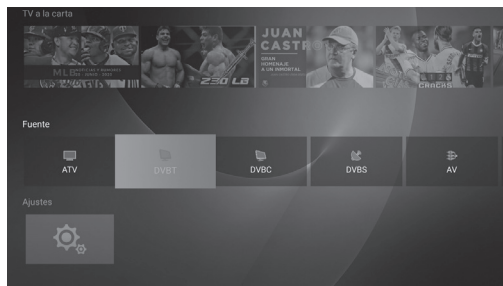 TV a la carta
MLB
230 LB
JUAN
CASTR
GRAN
HOMENAJE
A UN INMORTAL
CRACKS
Fuente
ATV
DVBT
DVBC
DVBS
AV
Ajustes